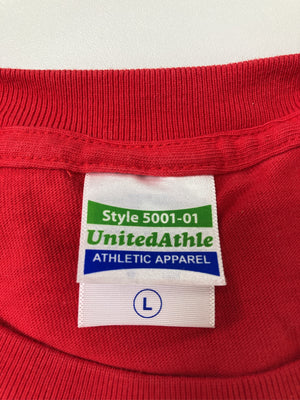 Style 5001-01
UnitedAthle
ATHLETIC APPAREL
L